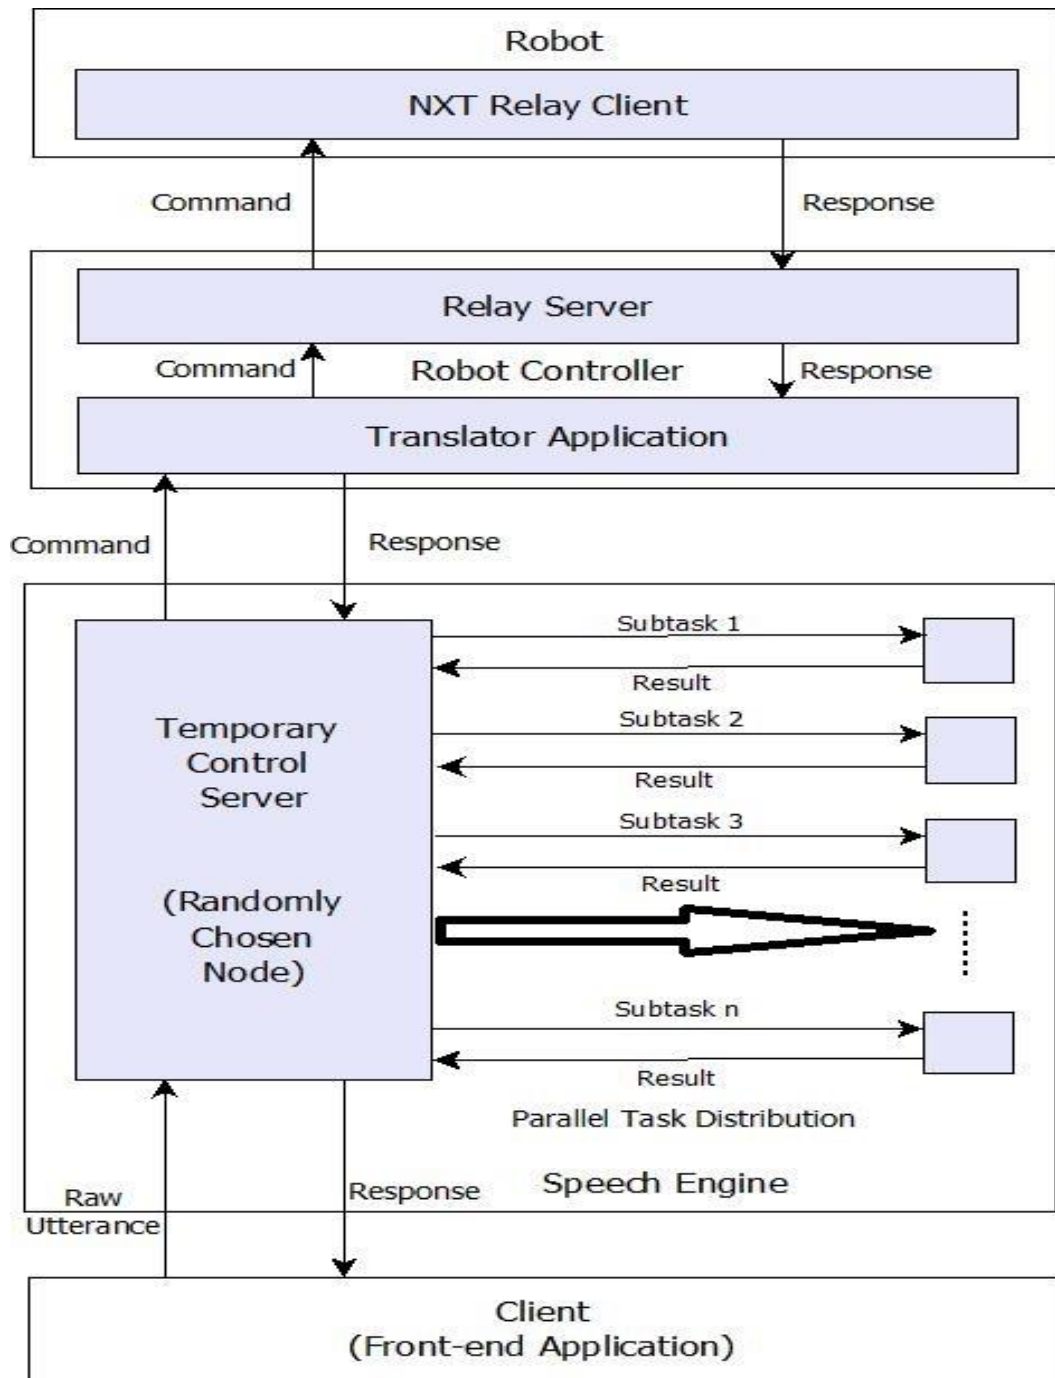 Robot
NXT Relay Client
Command
Response
Relay Server
Command
Robot Controller
Response
Translator Application
Command
Response
Subtask 1
Result
Subtask 2
Temporary
Control
Server
Result
Subtask 3
Result
(Randomly
Chosen
Node)
Subtask n
Result
Parallel Task Distribution
Speech Engine
Raw
Utterance
Response
Client
(Front-end Application)